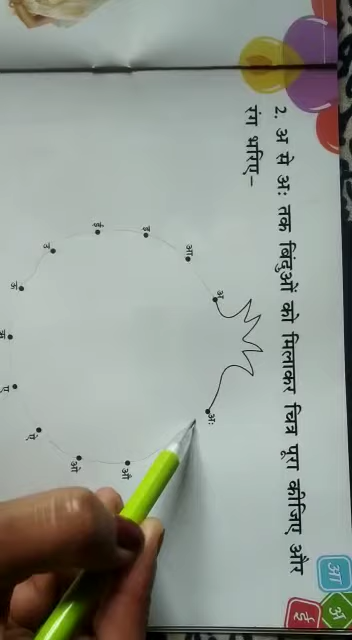 2. अ से अः तक बिंदुओं को मिलाकर चित्र पूरा कीजिए और
रंग भरिए–
अ
आ
इ
ई
उ
ऊ
ऋ
ए
ऐ
ओ
औ
अः
आ
अ
ई